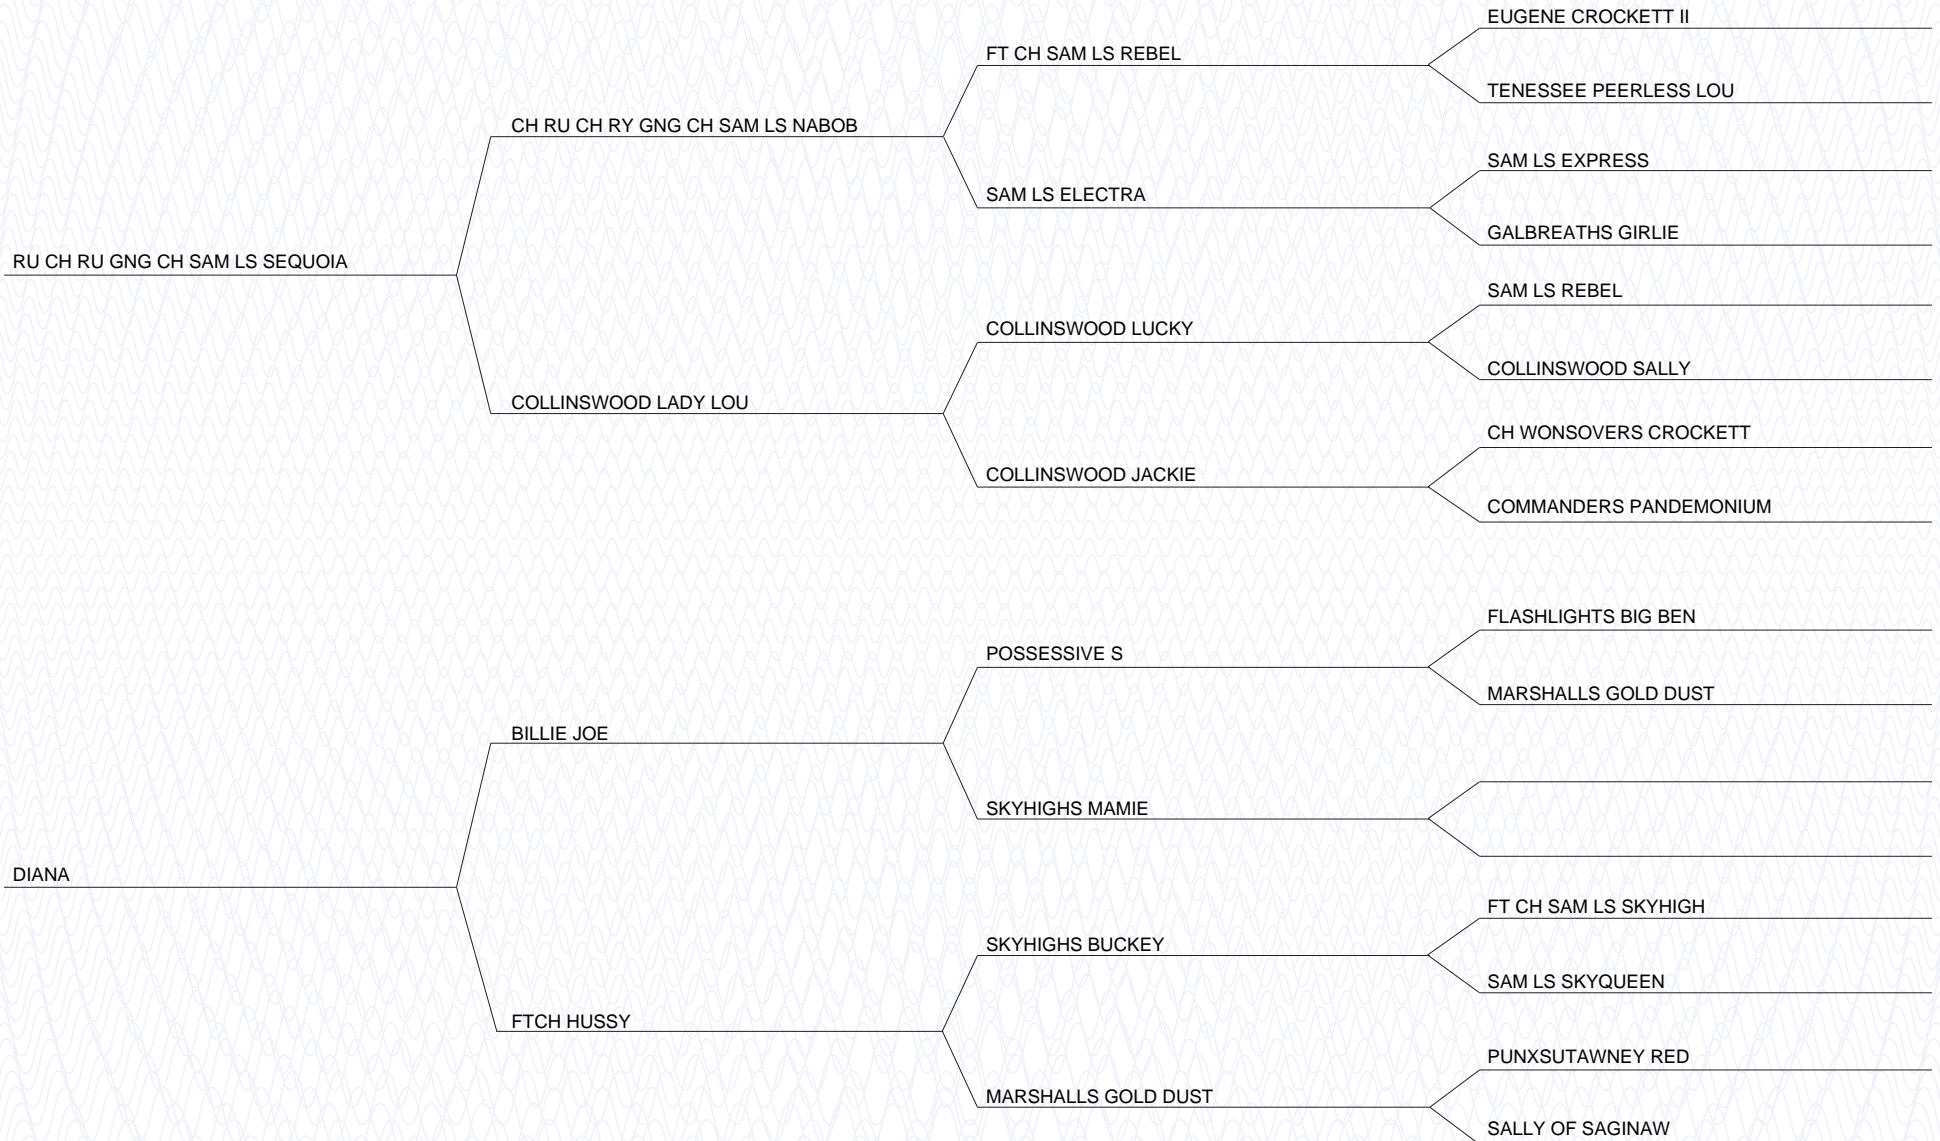 EUGENE CROCKETT II
FT CH SAM LS REBEL
TENESSEE PEERLESS LOU
CH RU CH RY GNG CH SAM LS NABOB
SAM LS EXPRESS
SAM LS ELECTRA
GALBREATHS GIRLIE
RU CH RU GNG CH SAM LS SEQUOIA
SAM LS REBEL
COLLINSWOOD LUCKY
COLLINSWOOD SALLY
COLLINSWOOD LADY LOU
CH WONSOVERS CROCKETT
COLLINSWOOD JACKIE
COMMANDERS PANDEMONIUM
FLASHLIGHTS BIG BEN
POSSESSIVE S
MARSHALLS GOLD DUST
BILLIE JOE
SKYHIGHS MAMIE
DIANA
FT CH SAM LS SKYHIGH
SKYHIGHS BUCKEY
SAM LS SKYQUEEN
FTCH HUSSY
PUNXSUTAWNEY RED
MARSHALLS GOLD DUST
SALLY OF SAGINAW